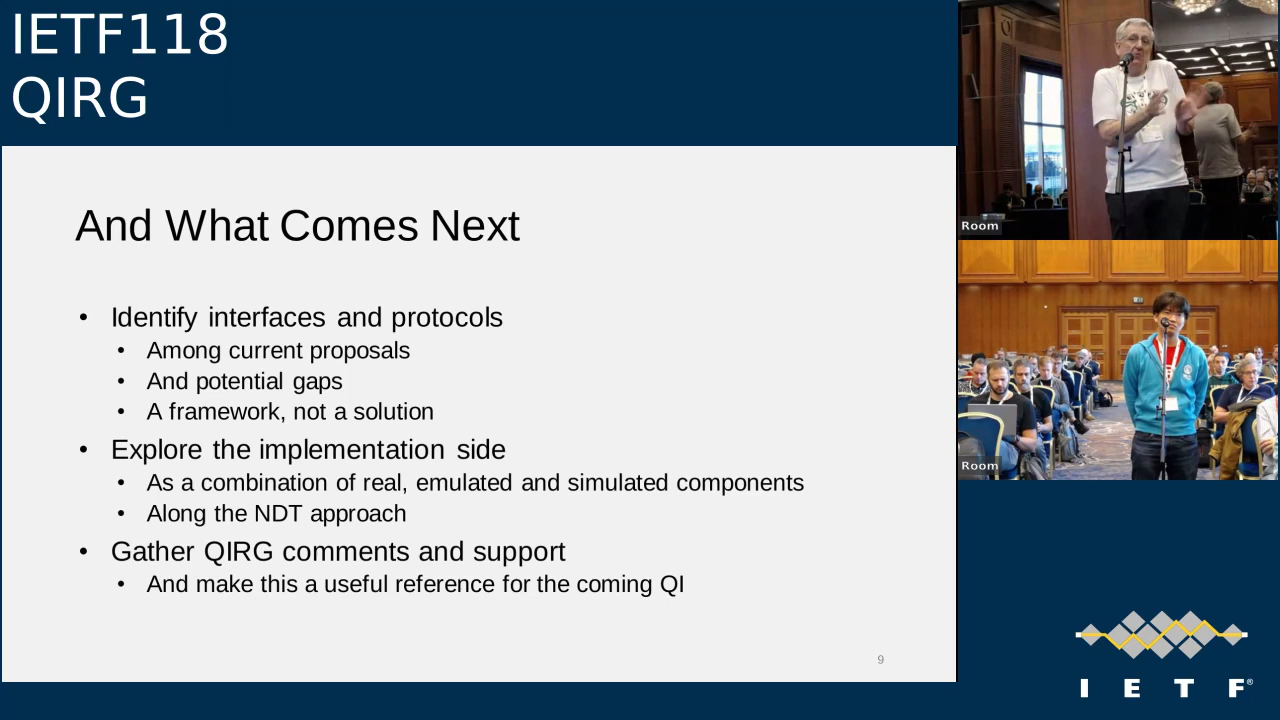 IETF118
QIRG
And What Comes Next
• Identify interfaces and protocols
• Among current proposals
• And potential gaps
• A framework, not a solution
• Explore the implementation side
• As a combination of real, emulated and simulated components
• Along the NDT approach
• Gather QIRG comments and support
• And make this a useful reference for the coming QI
9
Room
Room
I E T F®